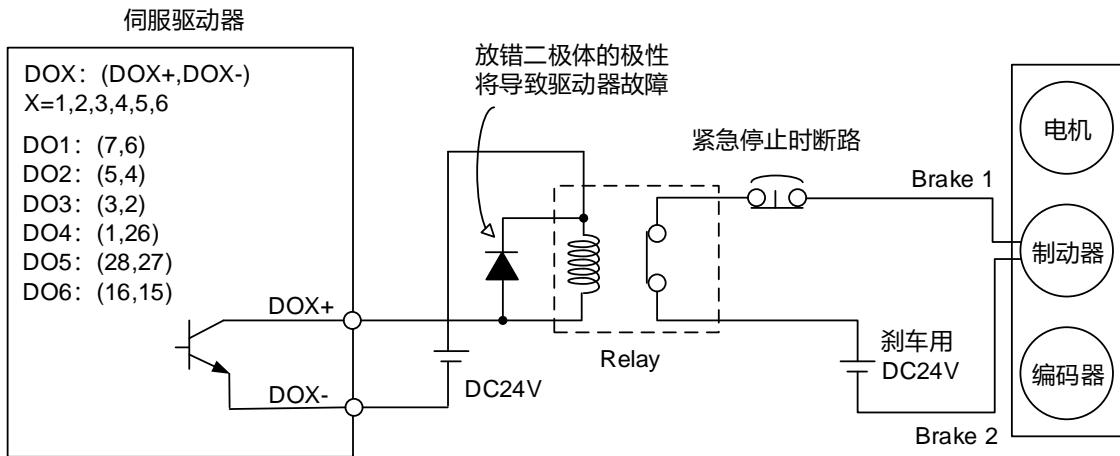 伺服驱动器
DOX：(DOX+,DOX-)
X=1,2,3,4,5,6
DO1：(7,6)
DO2：(5,4)
DO3：(3,2)
DO4：(1,26)
DO5：(28,27)
DO6：(16,15)
DOX+
DOX-
放错二极体的极性
将导致驱动器故障
DC24V
Relay
紧急停止时断路
Brake 1
刹车用
DC24V
Brake 2
电机
制动器
编码器